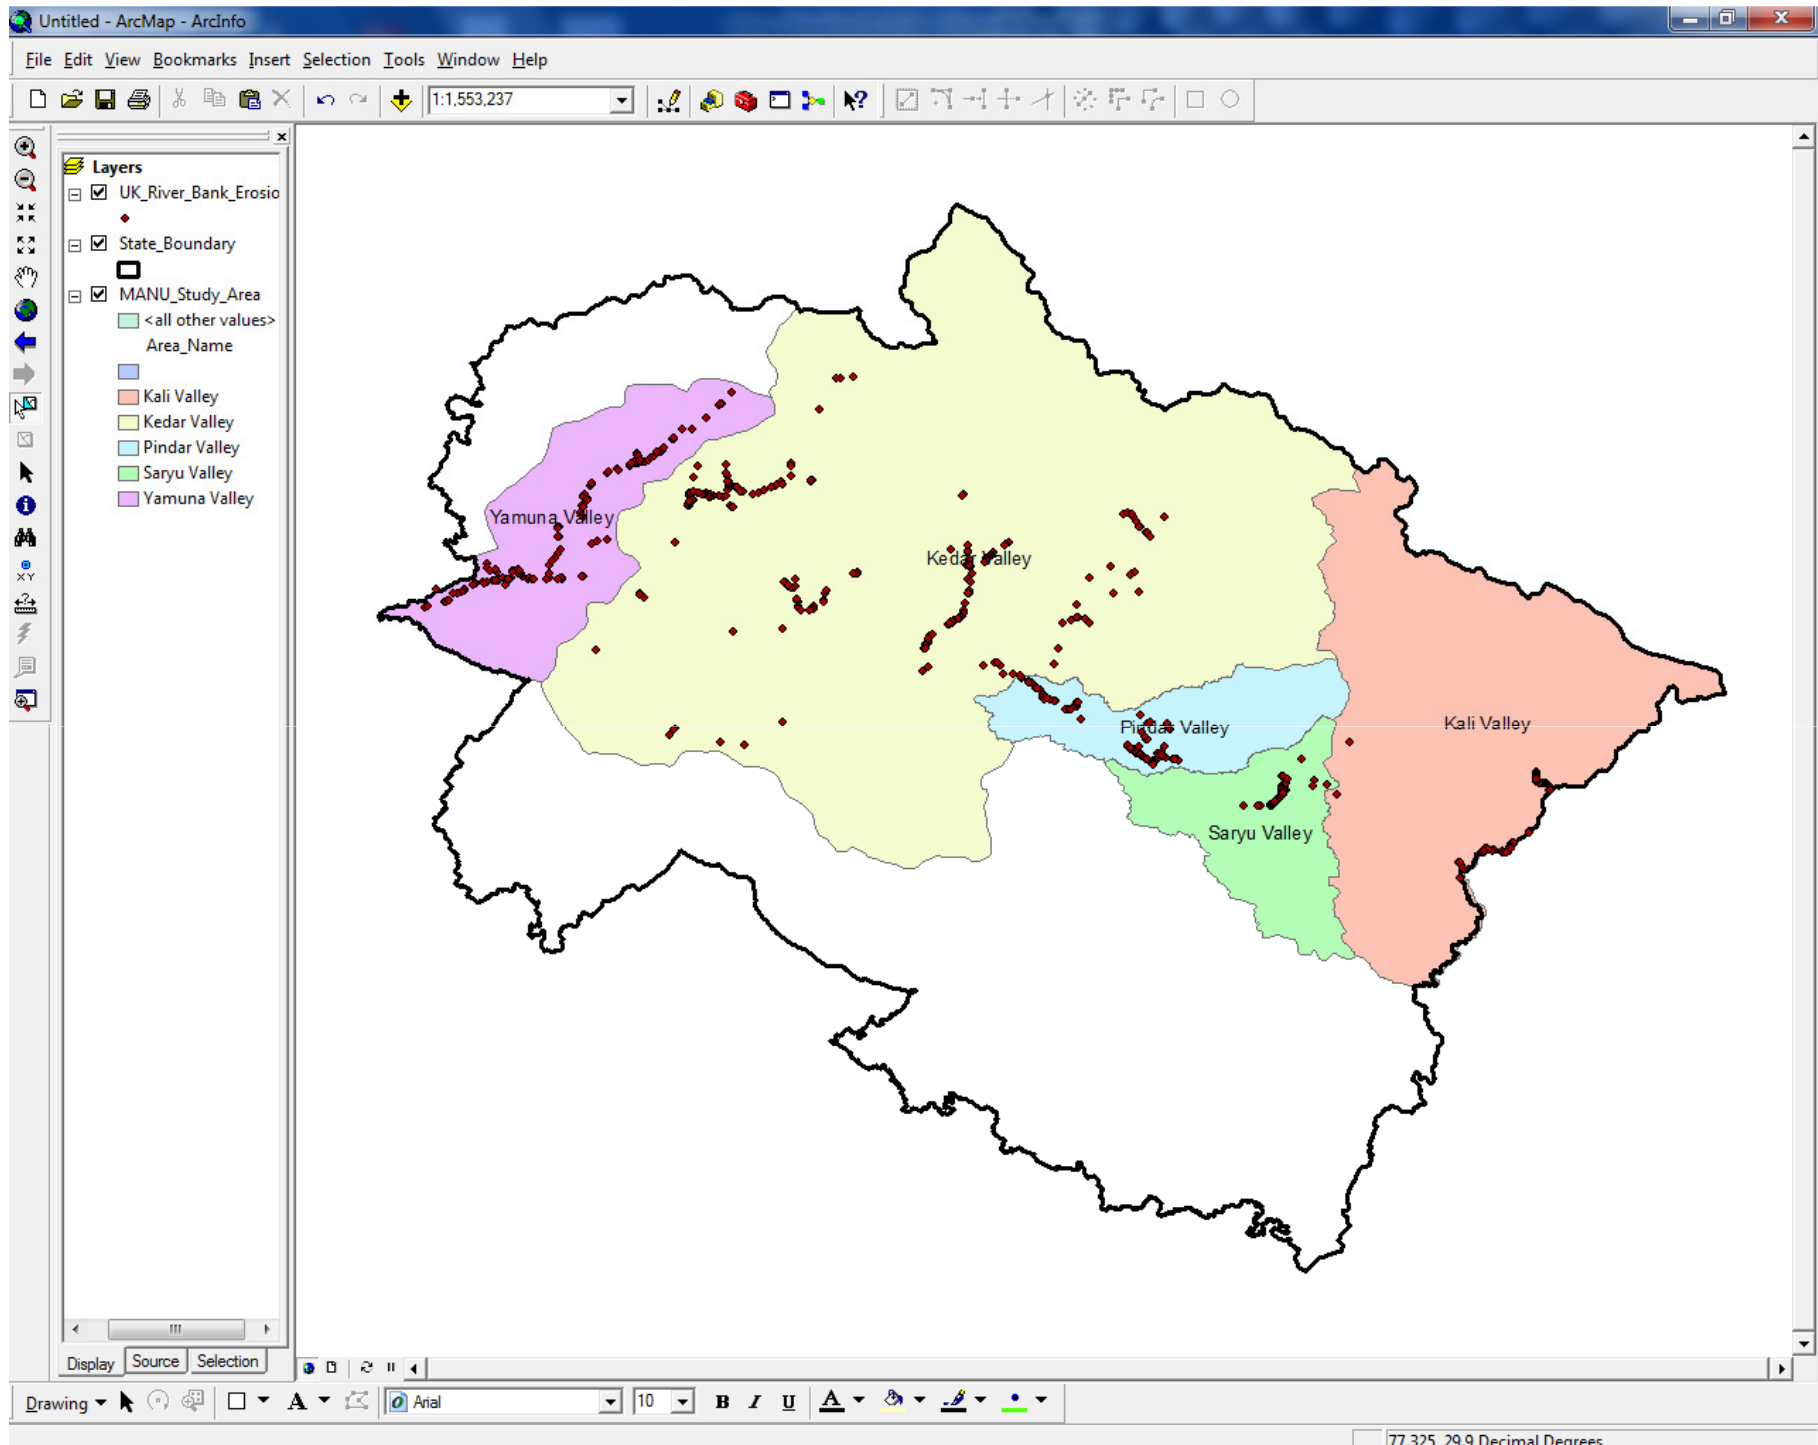 Untitled - ArcMap - ArcInfo
File Edit View Bookmarks Insert Selection Tools Window Help
1:1,553,237
Layers
UK_River_Bank_Erosio
State_Boundary
MANU_Study_Area
<all other values>
Area_Name
Kali Valley
Kedar Valley
Pindar Valley
Saryu Valley
Yamuna Valley
Yamuna Valley
Kedar Valley
Pindar Valley
Kali Valley
Saryu Valley
Display Source Selection
Drawing A Arial 10 B I U A
77.325 29.9 Decimal Degrees